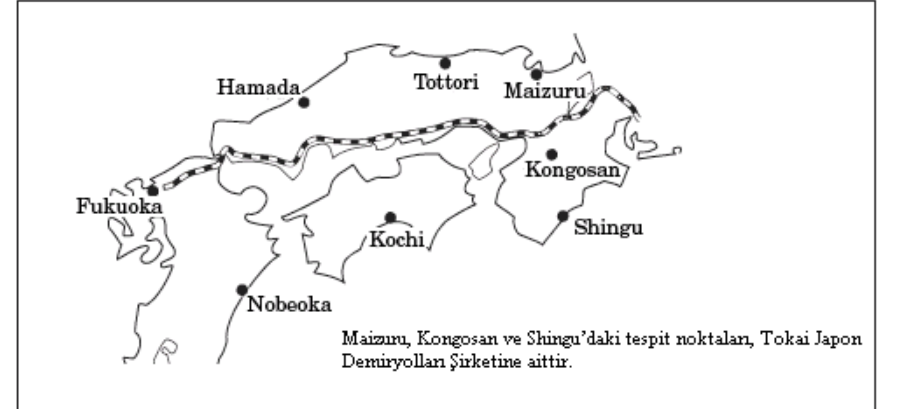 Hamada
Tottori
Maizuru
Kongosan
Fukuoka
Shingu
Kochi
Nobeoka
Maizuru, Kongosan ve Shingu’daki tespit noktaları, Tokai Japon
Demiryolları Şirketine aittir.